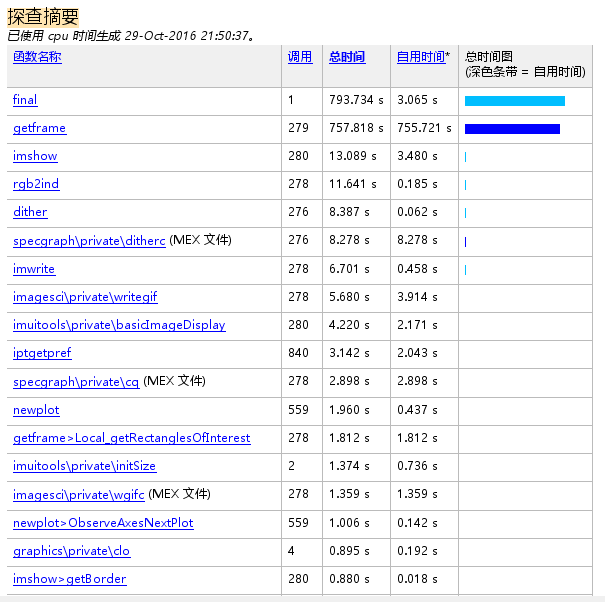 探查摘要
已使用 cpu 时间生成 29-Oct-2016 21:50:37。
函数名称 调用 总时间 自用时间* 总时间图
(深色条带 = 自用时间)
final 1 793.734 s 3.065 s
getframe 279 757.818 s 755.721 s
imshow 280 13.089 s 3.480 s
rgb2ind 278 11.641 s 0.185 s
dither 276 8.387 s 0.062 s
specgraph\private\ditherc (MEX 文件) 276 8.278 s 8.278 s
imwrite 278 6.701 s 0.458 s
imagesci\private\writegif 278 5.680 s 3.914 s
imuitools\private\basicImageDisplay 280 4.220 s 2.171 s
iptgetpref 840 3.142 s 2.043 s
specgraph\private\cq (MEX 文件) 278 2.898 s 2.898 s
newplot 559 1.960 s 0.437 s
getframe>Local_getRectanglesOfInterest 278 1.812 s 1.812 s
imuitools\private\initSize 2 1.374 s 0.736 s
imagesci\private\wgifc (MEX 文件) 278 1.359 s 1.359 s
newplot>ObserveAxesNextPlot 559 1.006 s 0.142 s
graphics\private\clo 4 0.895 s 0.192 s
imshow>getBorder 280 0.880 s 0.018 s